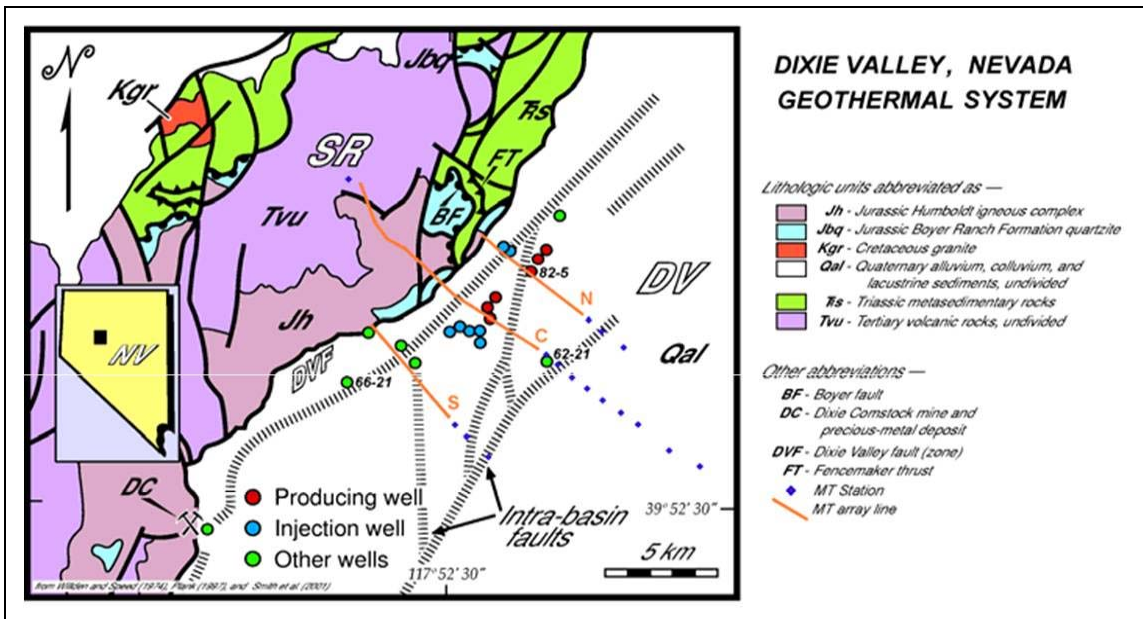 N
DIXIE VALLEY, NEVADA
GEOTHERMAL SYSTEM
Kgr
Jbq
SR
Tvu
Ŧs
FT
BF
Jh
82-5
N
DV
C
62-21
Qal
DVF
66-21
S
NV
DC
Producing well
Injection well
Other wells
Intra-basin
faults
39° 52' 30"
117° 52' 30"
5 km
from Willden and Speed (1974), Plank (1997), and Smith et al. (2001)
Lithologic units abbreviated as —
Jh - Jurassic Humboldt igneous complex
Jbq - Jurassic Boyer Ranch Formation quartzite
Kgr - Cretaceous granite
Qal - Quaternary alluvium, colluvium, and
lacustrine sediments, undivided
Ŧs - Triassic metasedimentary rocks
Tvu - Tertiary volcanic rocks, undivided
Other abbreviations —
BF - Boyer fault
DC - Dixie Comstock mine and
precious-metal deposit
DVF - Dixie Valley fault (zone)
FT - Fencemaker thrust
MT Station
MT array line